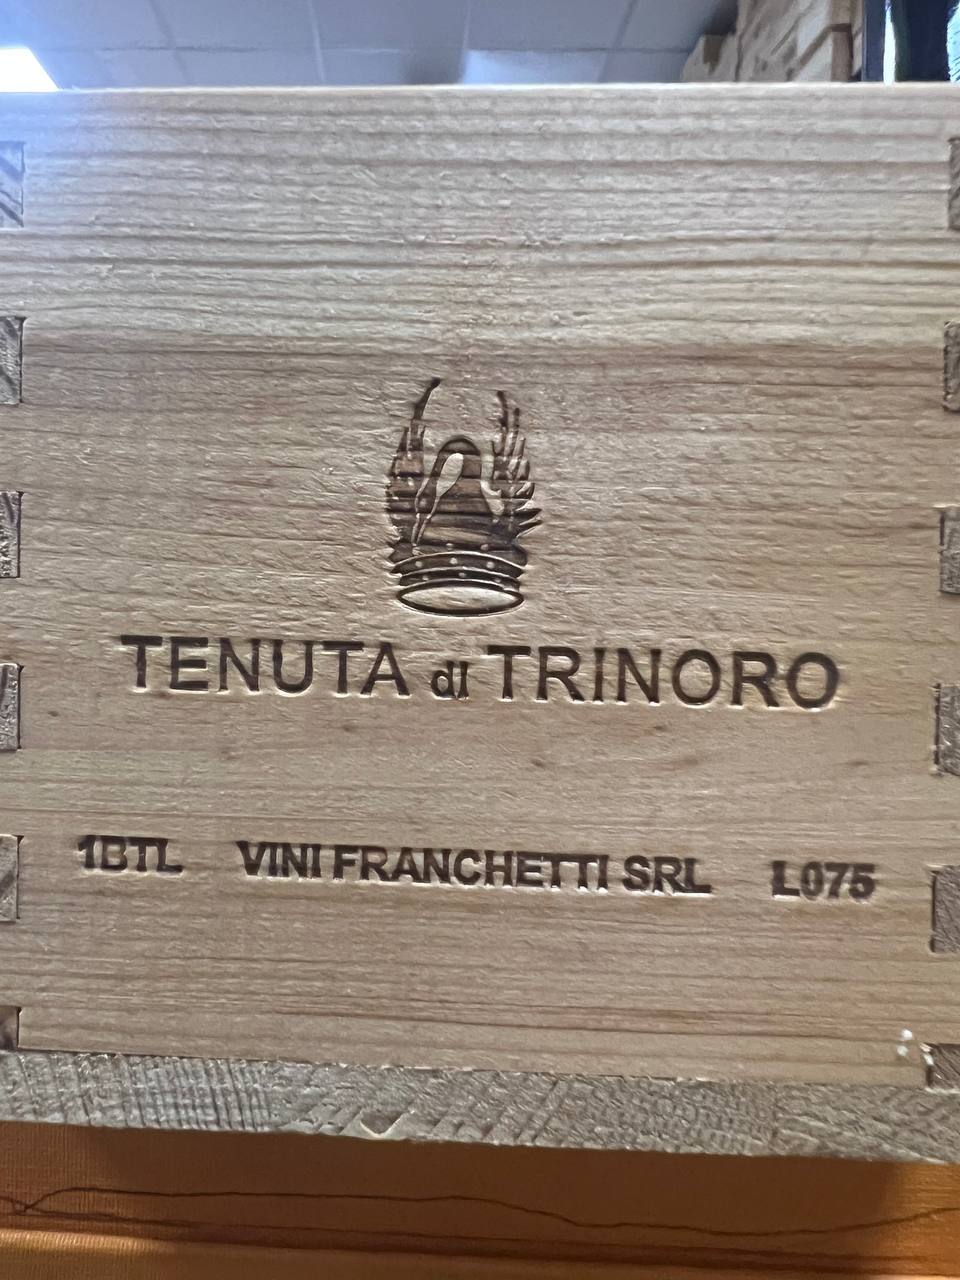 TENUTA di TRINORO
1BTL VINI FRANCHETTI SRL L075